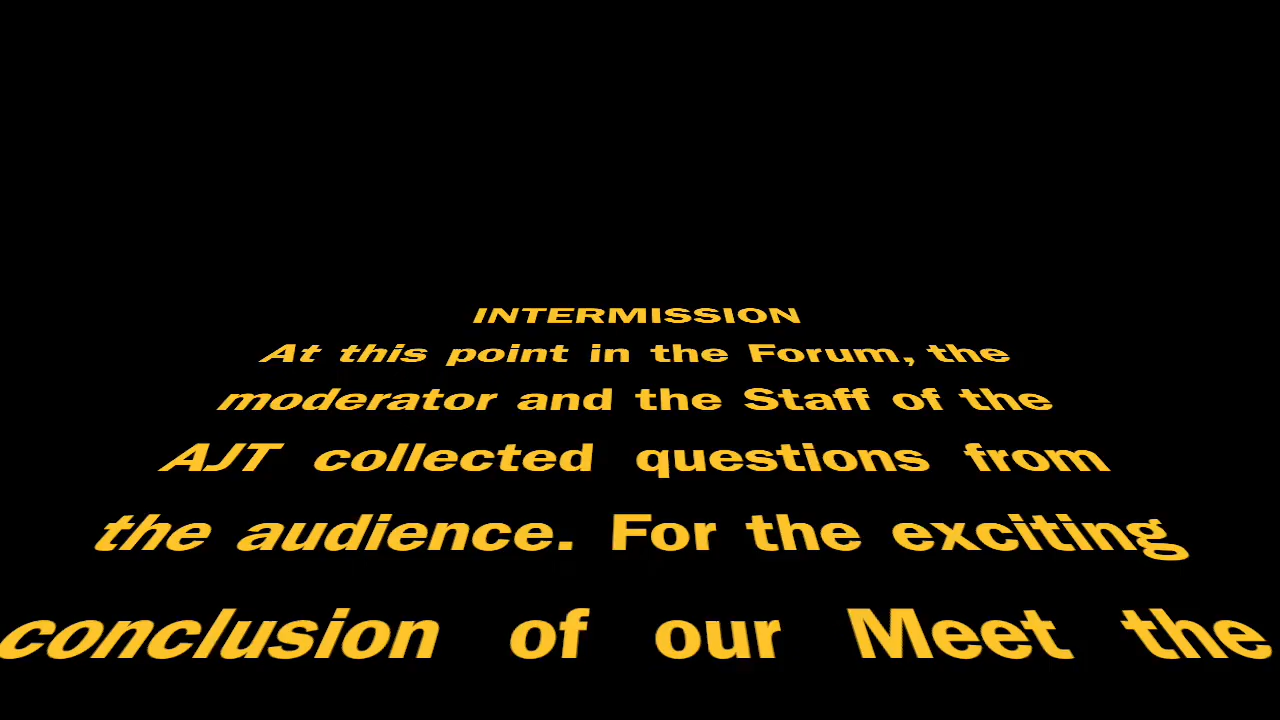 INTERMISSION
At this point in the Forum, the
moderator and the Staff of the
AJT collected questions from
the audience. For the exciting
conclusion of our Meet the